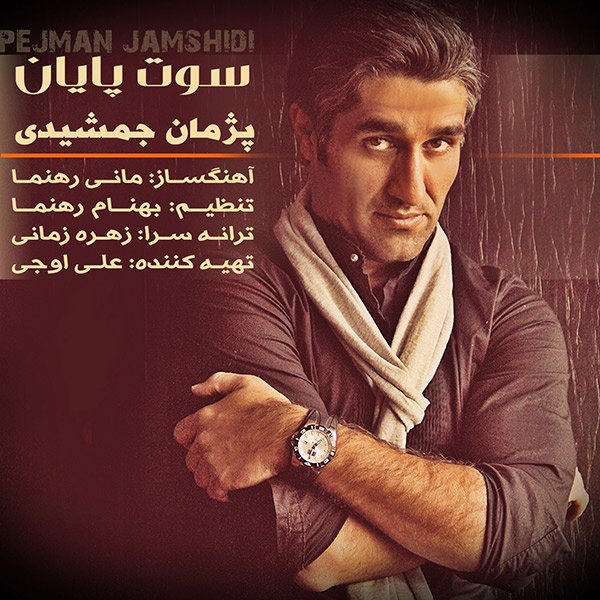 PEJMAN JAMSHIDI
سوت پایان
پژمان جمشیدی
آهنگساز: مانی رهنما
تنظیم: بهنام رهنما
ترانه سرا: زهره زمانی
تهیه کننده: علی اوجی